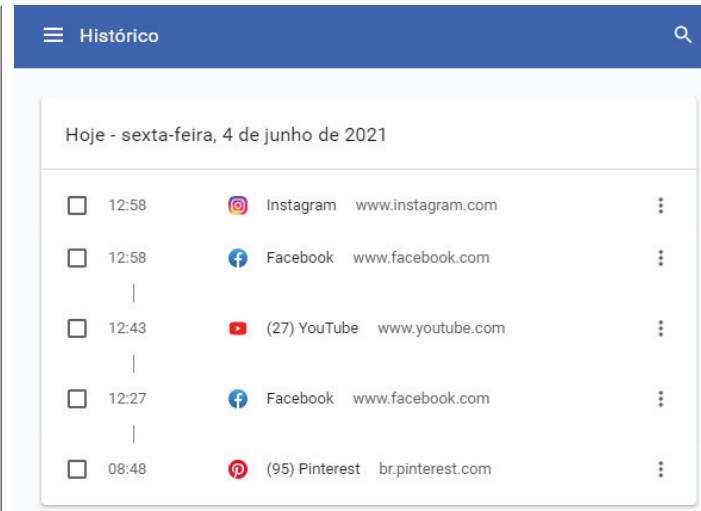 Histórico
Hoje - sexta-feira, 4 de junho de 2021
12:58 Instagram www.instagram.com
12:58 Facebook www.facebook.com
12:43 (27) YouTube www.youtube.com
12:27 Facebook www.facebook.com
08:48 (95) Pinterest br.pinterest.com